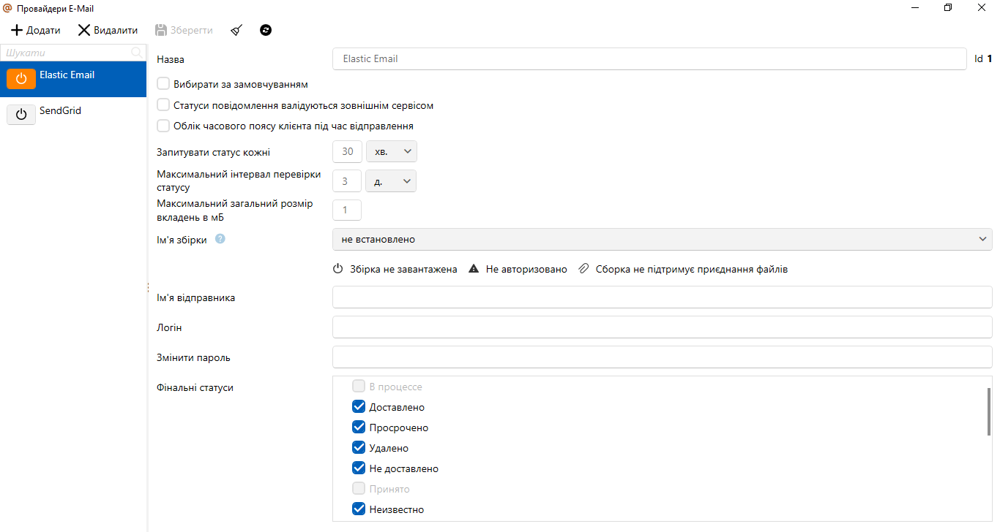 Провайдери E-Mail
Додати Видалити Зберегти
Шукати
Elastic Email
SendGrid
Назва Elastic Email Id 1
Вибирати за замовчуванням
Статуси повідомлення валідуються зовнішнім сервісом
Облік часового поясу клієнта під час відправлення
Запитувати статус кожні 30 хв.
Максимальний інтервал перевірки
статусу 3 д.
Максимальний загальний розмір
вкладень в мБ 1
Ім'я збірки ? не встановлено
Збірка не завантажена Не авторизовано Сборка не підтримує приєднання файлів
Ім'я відправника
Логін
Змінити пароль
Фінальні статуси
В процессе
Доставлено
Просрочено
Удалено
Не доставлено
Принято
Неизвестно